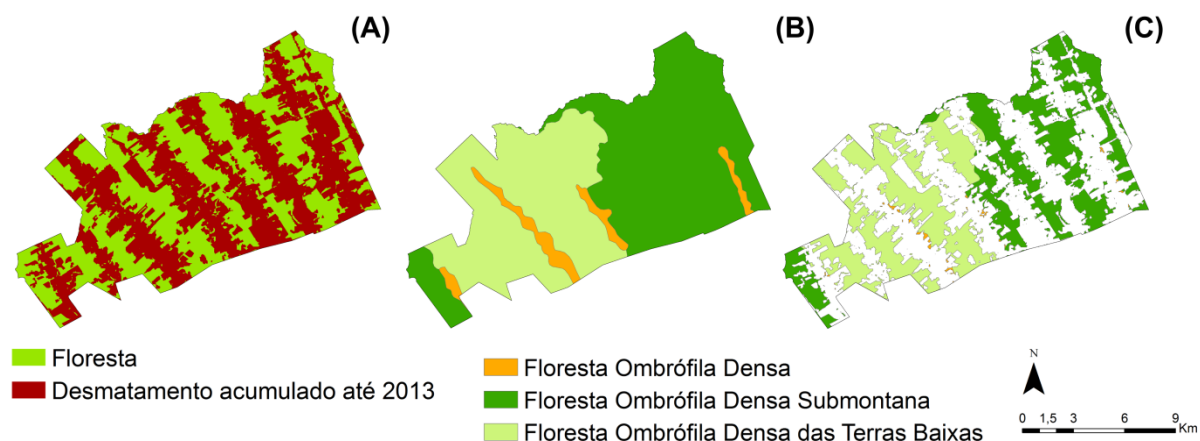 (A)
(B)
(C)
Floresta
Desmatamento acumulado até 2013
Floresta Ombrófila Densa
Floresta Ombrófila Densa Submontana
Floresta Ombrófila Densa das Terras Baixas
N
0 1,5 3 6 9
Km